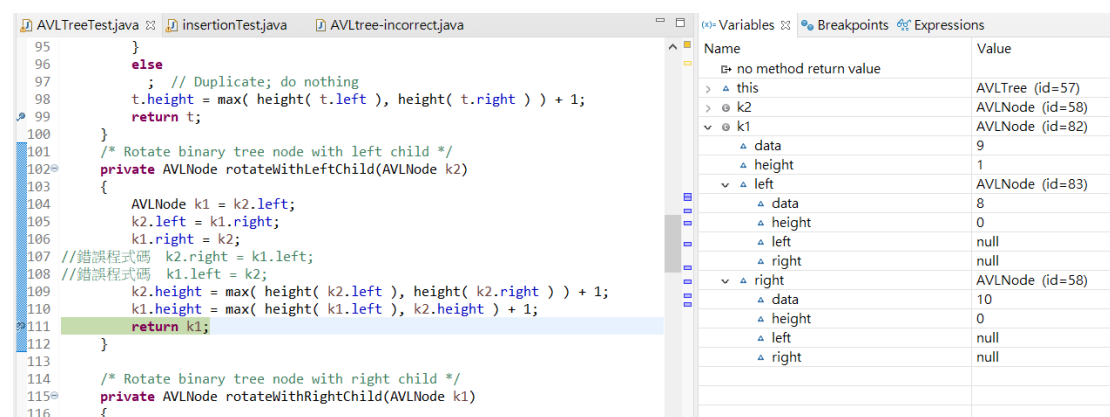 AVLTreeTest.java insertionTest.java AVLtree-incorrect.java
95 }
96 else
97 ; // Duplicate; do nothing
98 t.height = max( height( t.left ), height( t.right ) ) + 1;
99 return t;
100 }
101 /* Rotate binary tree node with left child */
102 private AVLNode rotateWithLeftChild(AVLNode k2)
103 {
104 AVLNode k1 = k2.left;
105 k2.left = k1.right;
106 k1.right = k2;
107 //錯誤程式碼 k2.right = k1.left;
108 //錯誤程式碼 k1.left = k2;
109 k2.height = max( height( k2.left ), height( k2.right ) ) + 1;
110 k1.height = max( height( k1.left ), k2.height ) + 1;
111 return k1;
112 }
113
114 /* Rotate binary tree node with right child */
115 private AVLNode rotateWithRightChild(AVLNode k1)
116 {
(x)= Variables Breakpoints Expressions
Name Value
no method return value
this AVLTree (id=57)
k2 AVLNode (id=58)
k1 AVLNode (id=82)
data 9
height 1
left AVLNode (id=83)
data 8
height 0
left null
right null
right AVLNode (id=58)
data 10
height 0
left null
right null